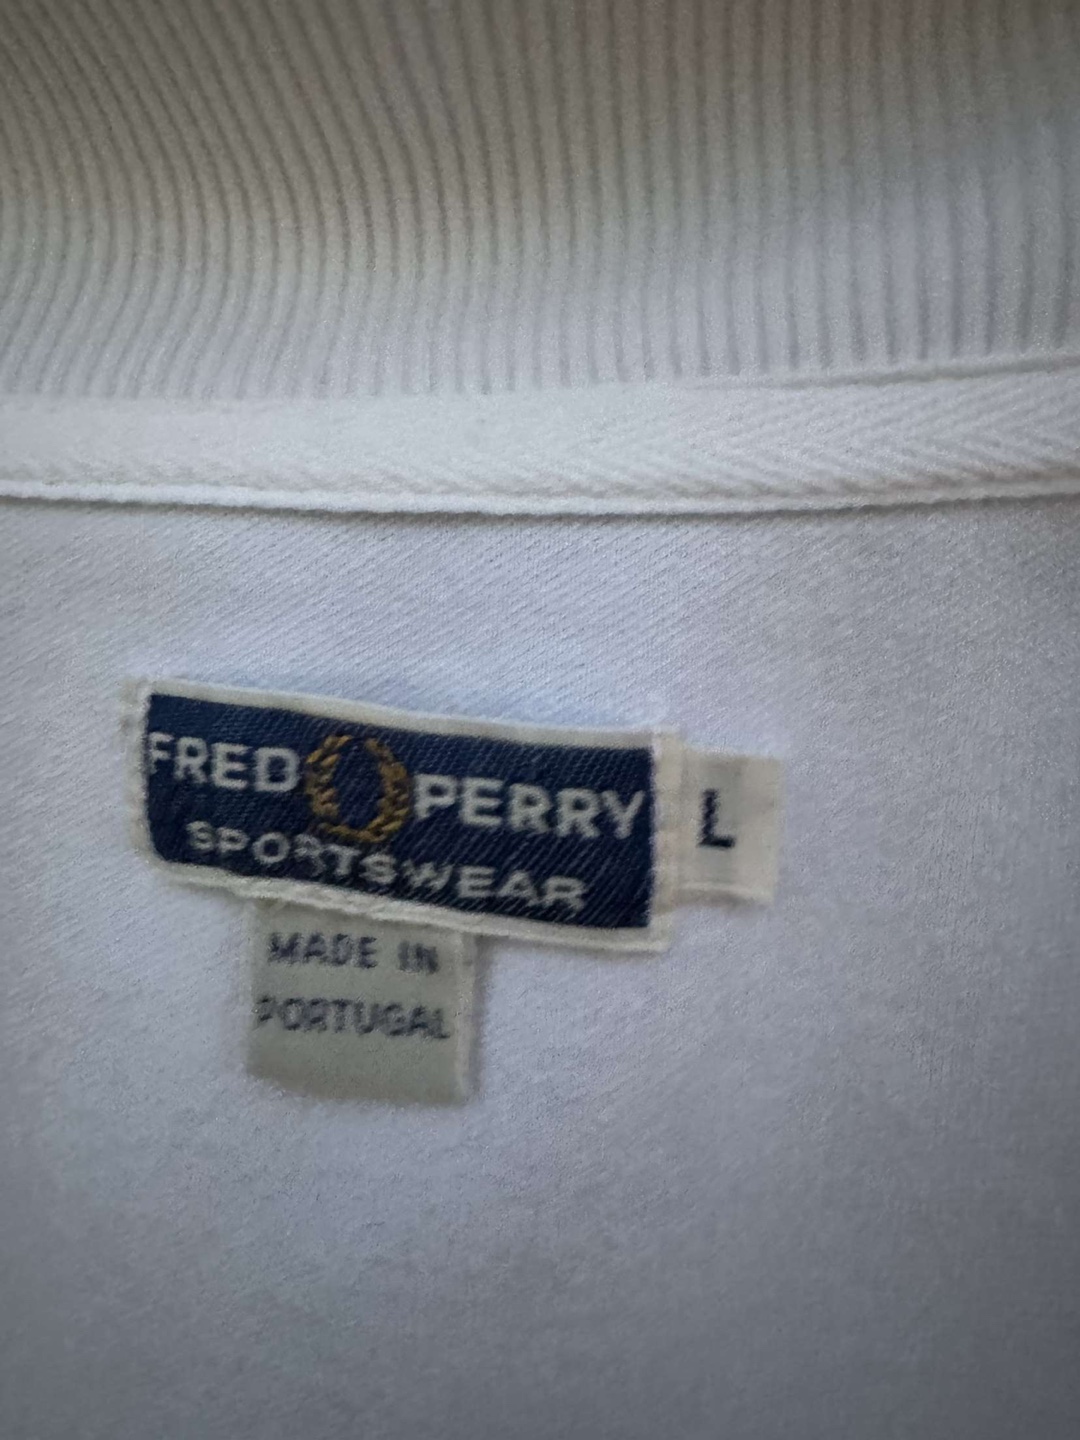 FRED PERRY
SPORTSWEAR
L
MADE IN
PORTUGAL